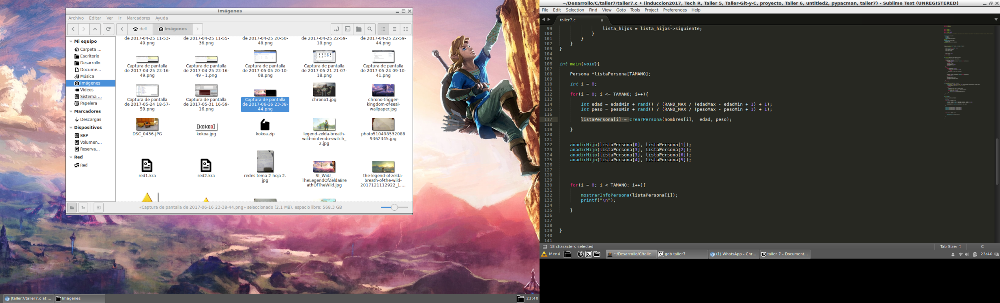 Imágenes
Archivo Editar Ver Ir Marcadores Ayuda
dell Imágenes
Mi equipo
Carpeta ...
Escritorio
Desarrollo
Docume...
Música
Imágenes
Vídeos
Sistema ...
Papelera
Marcadores
Descargas
Dispositivos
BBP
Volumen...
Reserva...
Red
Red
de 2017-04-25 11-53-49.png
de 2017-04-25 11-55-36.png
de 2017-04-25 20-50-48.png
de 2017-04-25 22-59-18.png
de 2017-04-25 22-59-44.png
Captura de pantalla de 2017-04-25 23-16-49.png
Captura de pantalla de 2017-04-25 23-16-49 - 1.png
Captura de pantalla de 2017-05-05 20-10-08.png
Captura de pantalla de 2017-05-21 21-07-18.png
Captura de pantalla de 2017-05-24 09-10-41.png
Captura de pantalla de 2017-05-24 18-57-59.png
Captura de pantalla de 2017-05-31 16-59-16.png
Captura de pantalla de 2017-06-16 23-38-44.png
chrono1.jpg
chrono-trigger-kingdom-of-seal-wallpaper.jpg
DSC_0436.JPG
[kokoa]
kokoa.jpg
kokoa.zip
legend-zelda-breath-wild-nintendo-switch_2.jpg
photo5104985320889362345.jpg
red1.kra
red2.kra
redes tema 2 hoja 2.jpg
SI_WiiU_TheLegendOfZeldaBreathOfTheWild.jpg
the-legend-of-zelda-breath-of-the-wild-2017121112922_1....
«Captura de pantalla de 2017-06-16 23-38-44.png» seleccionado (2,1 MB), espacio libre: 568,3 GB
[taller7/taller7.c at ... Imágenes 23:40
~/Desarrollo/C/taller7/taller7.c • (induccion2017, Tech R, Taller 5, Taller-Git-y-C, proyecto, Taller 6, untitled2, pypacman, taller7) - Sublime Text (UNREGISTERED)
File Edit Selection Find View Goto Tools Project Preferences Help
taller7.c
99 lista_hijos = lista_hijos->siguiente;
100 }
101 }
102 }
103 }
104
105
106 int main(void){
107
108 Persona *listaPersona[TAMANO];
109
110 int i = 0;
111
112 for(i = 0; i <= TAMANO; i++){
113
114 int edad = edadMin + rand() / (RAND_MAX / (edadMax - edadMin + 1) + 1);
115 int peso = pesoMin + rand() / (RAND_MAX / (pesoMax - pesoMin + 1) + 1);
116
117 listaPersona[i] = crearPersona(nombres[i],  edad, peso);
118
119 }
120
121
122 anadirHijo(listaPersona[0], listaPersona[1]);
123 anadirHijo(listaPersona[3], listaPersona[2]);
124 anadirHijo(listaPersona[3], listaPersona[6]);
125 anadirHijo(listaPersona[4], listaPersona[5]);
126
127
128
129
130 for(i = 0; i < TAMANO; i++){
131
132 mostrarInfoPersona(listaPersona[i]);
133 printf("\n");
134
135 }
136
137
138
139 }
140
141
18 characters selected Tab Size: 4 C
Menú ~/Desarrollo/C/talle... gdb taller7 (1) WhatsApp - Chr... taller 7 - Document... 23:40